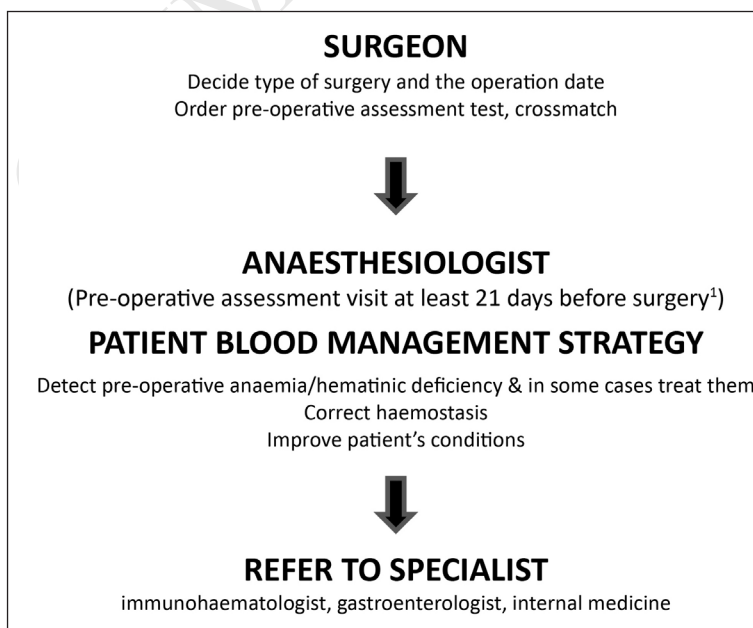 SURGEON
Decide type of surgery and the operation date
Order pre-operative assessment test, crossmatch
ANAESTHESIOLOGIST
(Pre-operative assessment visit at least 21 days before surgery¹)
PATIENT BLOOD MANAGEMENT STRATEGY
Detect pre-operative anaemia/hematinic deficiency & in some cases treat them
Correct haemostasis
Improve patient's conditions
REFER TO SPECIALIST
immunohaematologist, gastroenterologist, internal medicine